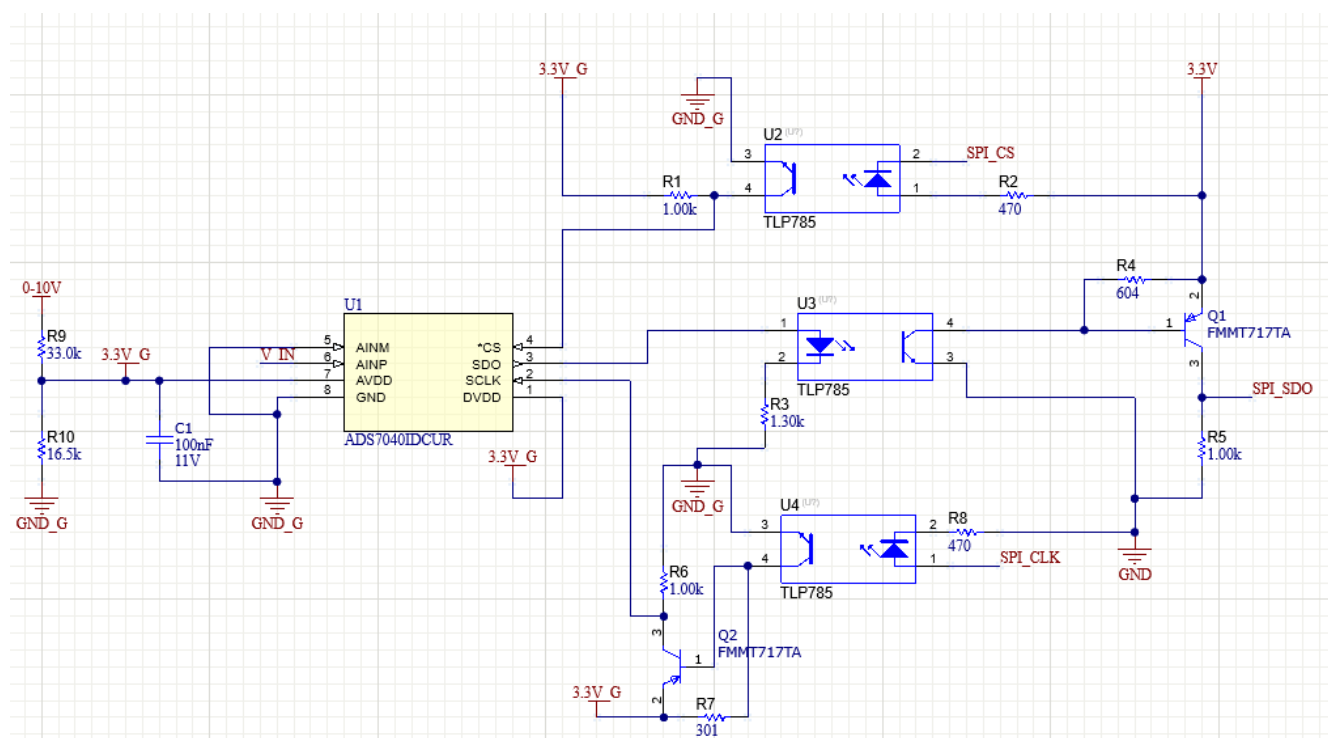 3.3V_G
3.3V
GND_G
U2 (U?)
3
2
SPI_CS
R1
1.00k
4
1
R2
470
TLP785
0-10V
R9
33.0k
3.3V_G
V_IN
U1
5
AINM
*CS
4
6
AINP
SDO
3
7
AVDD
SCLK
2
8
GND
DVDD
1
ADS7040IDCUR
U3 (U?)
1
4
2
3
TLP785
R4
604
2
1
Q1
FMMT717TA
3
SPI_SDO
R3
1.30k
R5
1.00k
R10
16.5k
C1
100nF
11V
3.3V_G
GND_G
GND_G
GND_G
U4 (U?)
3
2
R8
470
4
1
SPI_CLK
GND
TLP785
R6
1.00k
3
Q2
FMMT717TA
1
3.3V_G
2
R7
301